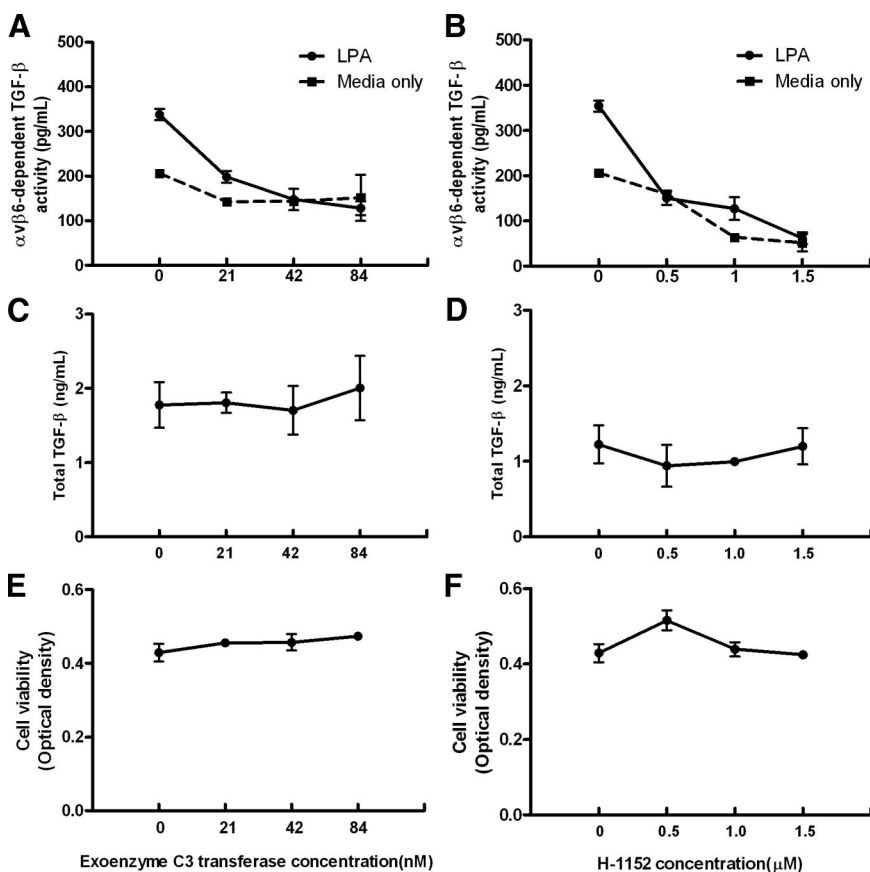 A
αvβ6-dependent TGF-β
activity (pg/mL)
500
400
300
200
100
0
LPA
Media only
0 21 42 84
B
αvβ6-dependent TGF-β
activity (pg/mL)
500
400
300
200
100
0
LPA
Media only
0 0.5 1 1.5
C
Total TGF-β (ng/mL)
3
2
1
0
0 21 42 84
D
Total TGF-β (ng/mL)
3
2
1
0
0 0.5 1.0 1.5
E
Cell viability
(Optical density)
0.6
0.4
0.2
0.0
0 21 42 84
Exoenzyme C3 transferase concentration(nM)
F
Cell viability
(Optical density)
0.6
0.4
0.2
0.0
0 0.5 1.0 1.5
H-1152 concentration(μM)